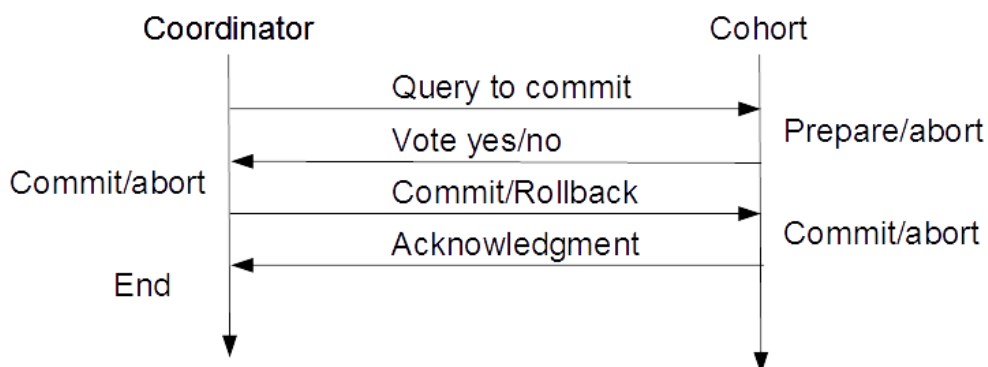 Coordinator
Cohort
Query to commit
Prepare/abort
Vote yes/no
Commit/abort
Commit/Rollback
Commit/abort
Acknowledgment
End